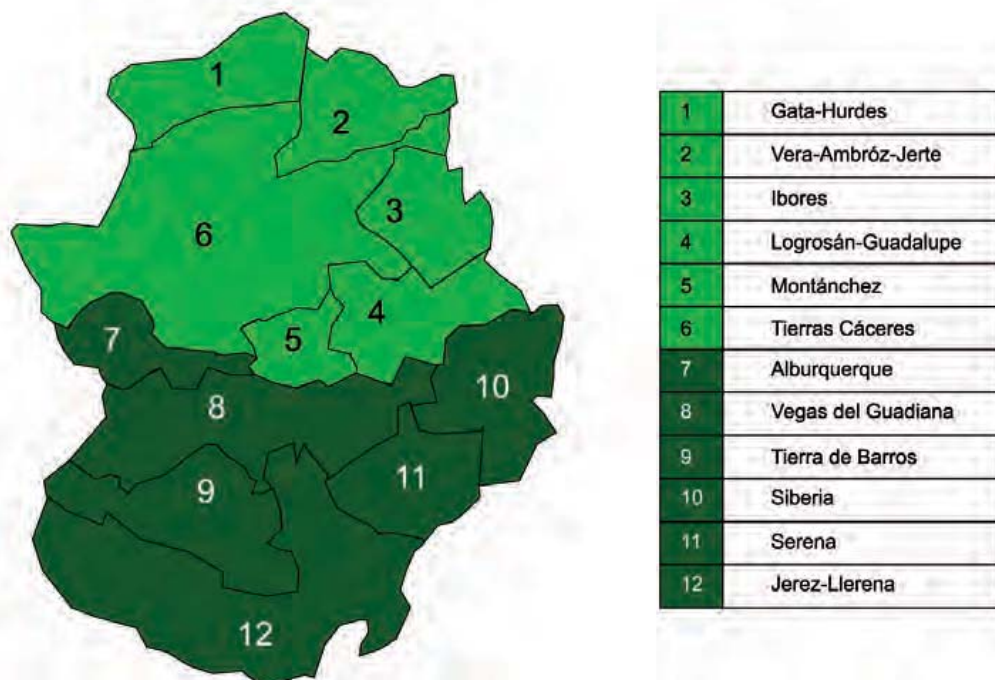 1
2
3
6
4
5
7
10
8
11
9
12
1 Gata-Hurdes
2 Vera-Ambróz-Jerte
3 Ibores
4 Logrosán-Guadalupe
5 Montánchez
6 Tierras Cáceres
7 Alburquerque
8 Vegas del Guadiana
9 Tierra de Barros
10 Siberia
11 Serena
12 Jerez-Llerena